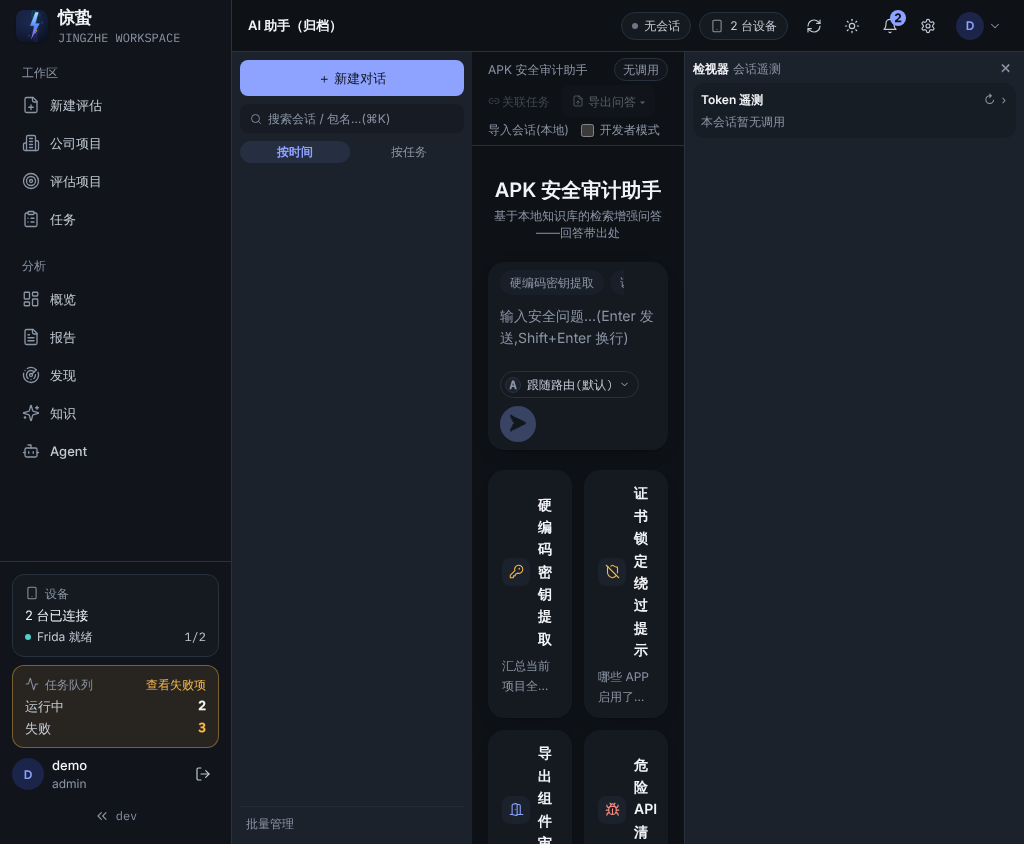 惊蛰
JINGZHE WORKSPACE
工作区
新建评估
公司项目
评估项目
任务
分析
概览
报告
发现
知识
Agent
设备
2 台已连接
Frida 就绪 1/2
任务队列 查看失败项
运行中 2
失败 3
D
demo
admin
dev
AI 助手（归档）
无会话
2 台设备
2
D
+ 新建对话
搜索会话 / 包名…(⌘K)
按时间 按任务
批量管理
APK 安全审计助手 无调用
关联任务 导出问答
导入会话(本地) 开发者模式
APK 安全审计助手
基于本地知识库的检索增强问答
——回答带出处
硬编码密钥提取
输入安全问题…(Enter 发
送,Shift+Enter 换行)
A 跟随路由(默认)
硬
编
码
密
钥
提
取
汇总当前
项目全…
证
书
锁
定
绕
过
提
示
哪些 APP
启用了…
导
出
组
件
危
险
API
清
检视器 会话遥测
Token 遥测
本会话暂无调用